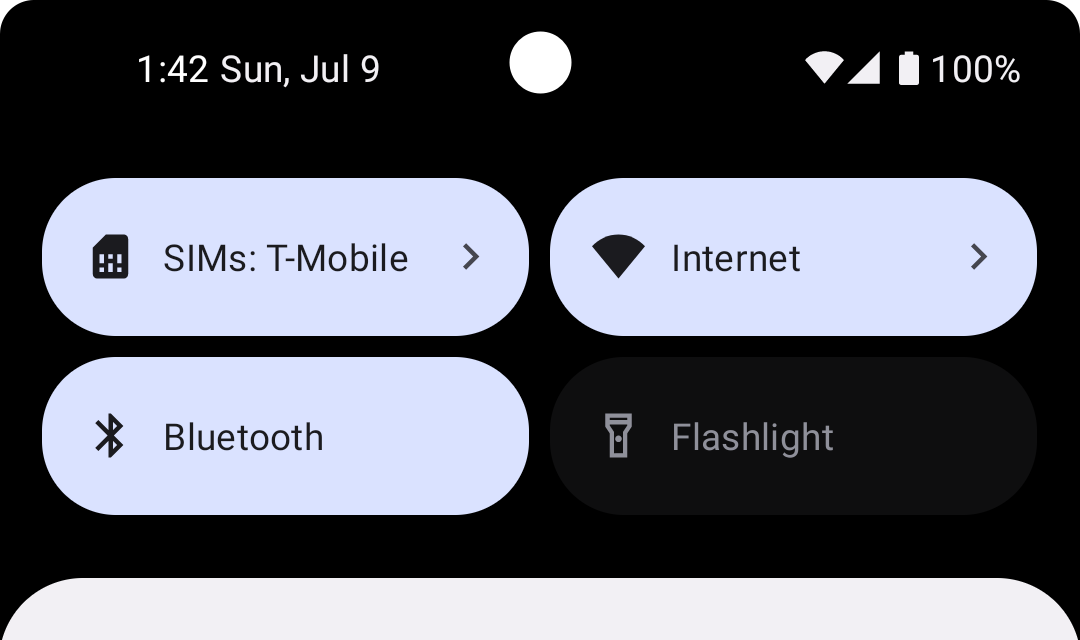 1:42 Sun, Jul 9
100%
SIMs: T-Mobile
Internet
Bluetooth
Flashlight